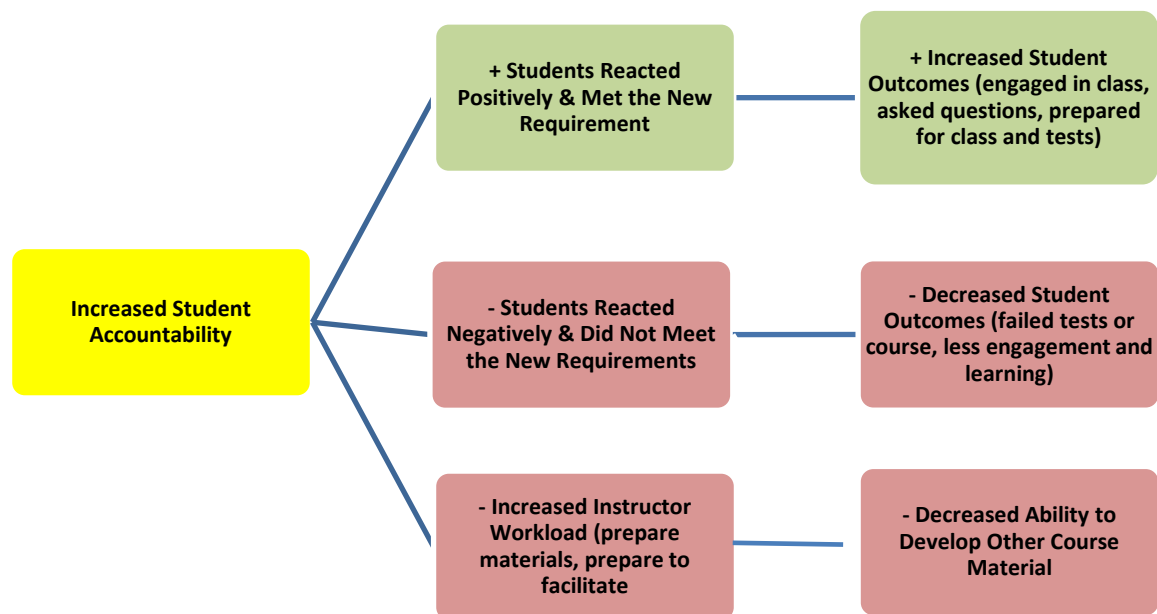 + Students Reacted
Positively & Met the New
Requirement
+ Increased Student
Outcomes (engaged in class,
asked questions, prepared
for class and tests)
Increased Student
Accountability
- Students Reacted
Negatively & Did Not Meet
the New Requirements
- Decreased Student
Outcomes (failed tests or
course, less engagement and
learning)
- Increased Instructor
Workload (prepare
materials, prepare to
facilitate
- Decreased Ability to
Develop Other Course
Material